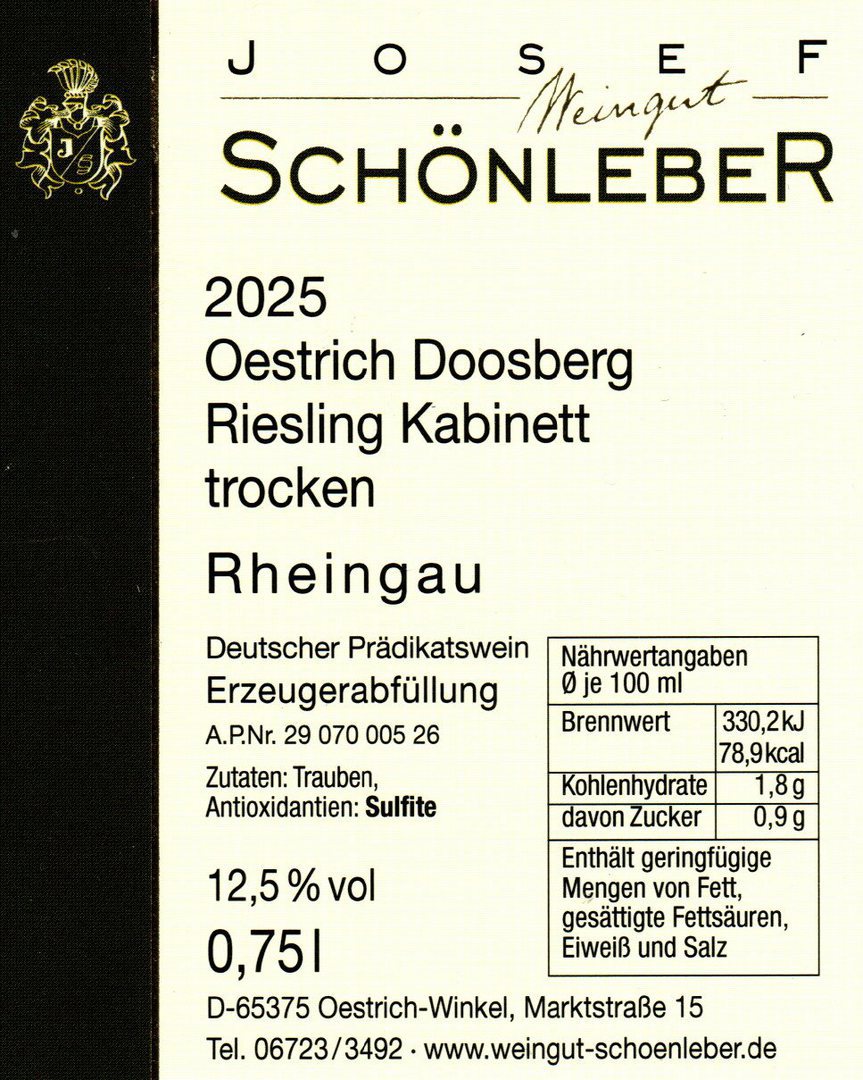 JOSEF
Weingut
SCHÖNLEBER
J S
2025
Oestrich Doosberg
Riesling Kabinett
trocken
Rheingau
Deutscher Prädikatswein
Erzeugerabfüllung
A.P.Nr. 29 070 005 26
Zutaten: Trauben,
Antioxidantien: Sulfite
12,5 % vol
0,75 l
Nährwertangaben
Ø je 100 ml
Brennwert 330,2 kJ
78,9 kcal
Kohlenhydrate 1,8 g
davon Zucker 0,9 g
Enthält geringfügige
Mengen von Fett,
gesättigte Fettsäuren,
Eiweiß und Salz
D-65375 Oestrich-Winkel, Marktstraße 15
Tel. 06723/3492 · www.weingut-schoenleber.de